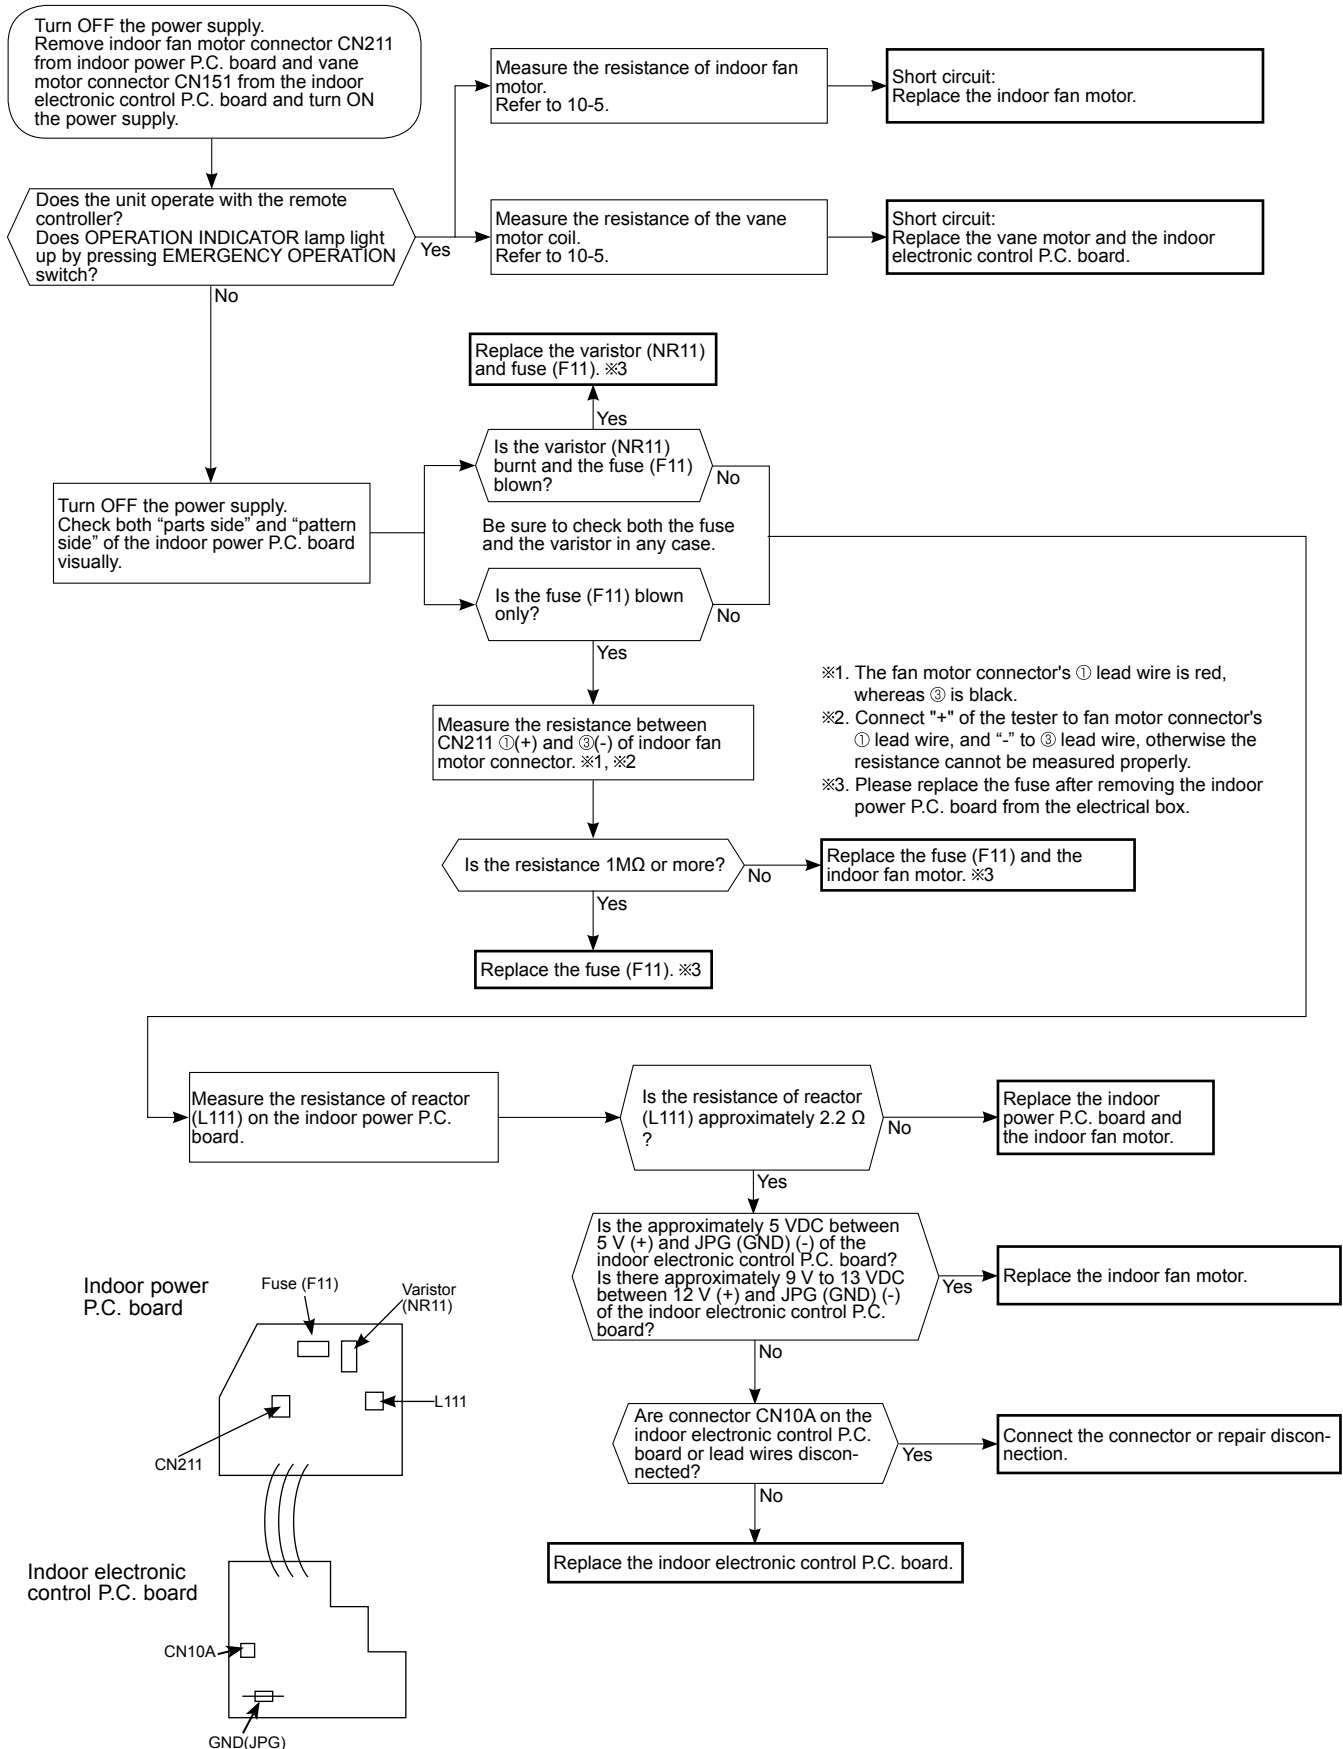 Turn OFF the power supply.
Remove indoor fan motor connector CN211
from indoor power P.C. board and vane
motor connector CN151 from the indoor
electronic control P.C. board and turn ON
the power supply.
Measure the resistance of indoor fan
motor.
Refer to 10-5.
Short circuit:
Replace the indoor fan motor.
Does the unit operate with the remote
controller?
Does OPERATION INDICATOR lamp light
up by pressing EMERGENCY OPERATION
switch?
Yes
Measure the resistance of the vane
motor coil.
Refer to 10-5.
Short circuit:
Replace the vane motor and the indoor
electronic control P.C. board.
No
Replace the varistor (NR11)
and fuse (F11). ※3
Yes
Is the varistor (NR11)
burnt and the fuse (F11)
blown?
No
Turn OFF the power supply.
Check both “parts side” and “pattern
side” of the indoor power P.C. board
visually.
Be sure to check both the fuse
and the varistor in any case.
Is the fuse (F11) blown
only?
No
Yes
※1. The fan motor connector's ① lead wire is red,
whereas ③ is black.
※2. Connect "+" of the tester to fan motor connector's
① lead wire, and “-” to ③ lead wire, otherwise the
resistance cannot be measured properly.
※3. Please replace the fuse after removing the indoor
power P.C. board from the electrical box.
Measure the resistance between
CN211 ①(+) and ③(-) of indoor fan
motor connector. ※1, ※2
Is the resistance 1MΩ or more?
No
Replace the fuse (F11) and the
indoor fan motor. ※3
Yes
Replace the fuse (F11). ※3
Measure the resistance of reactor
(L111) on the indoor power P.C.
board.
Is the resistance of reactor
(L111) approximately 2.2 Ω
?
No
Replace the indoor
power P.C. board and
the indoor fan motor.
Yes
Is the approximately 5 VDC between
5 V (+) and JPG (GND) (-) of the
indoor electronic control P.C. board?
Is there approximately 9 V to 13 VDC
between 12 V (+) and JPG (GND) (-)
of the indoor electronic control P.C.
board?
Yes
Replace the indoor fan motor.
No
Are connector CN10A on the
indoor electronic control P.C.
board or lead wires discon-
nected?
Yes
Connect the connector or repair discon-
nection.
No
Replace the indoor electronic control P.C. board.
Indoor power
P.C. board
Fuse (F11)
Varistor
(NR11)
L111
CN211
Indoor electronic
control P.C. board
CN10A
GND(JPG)